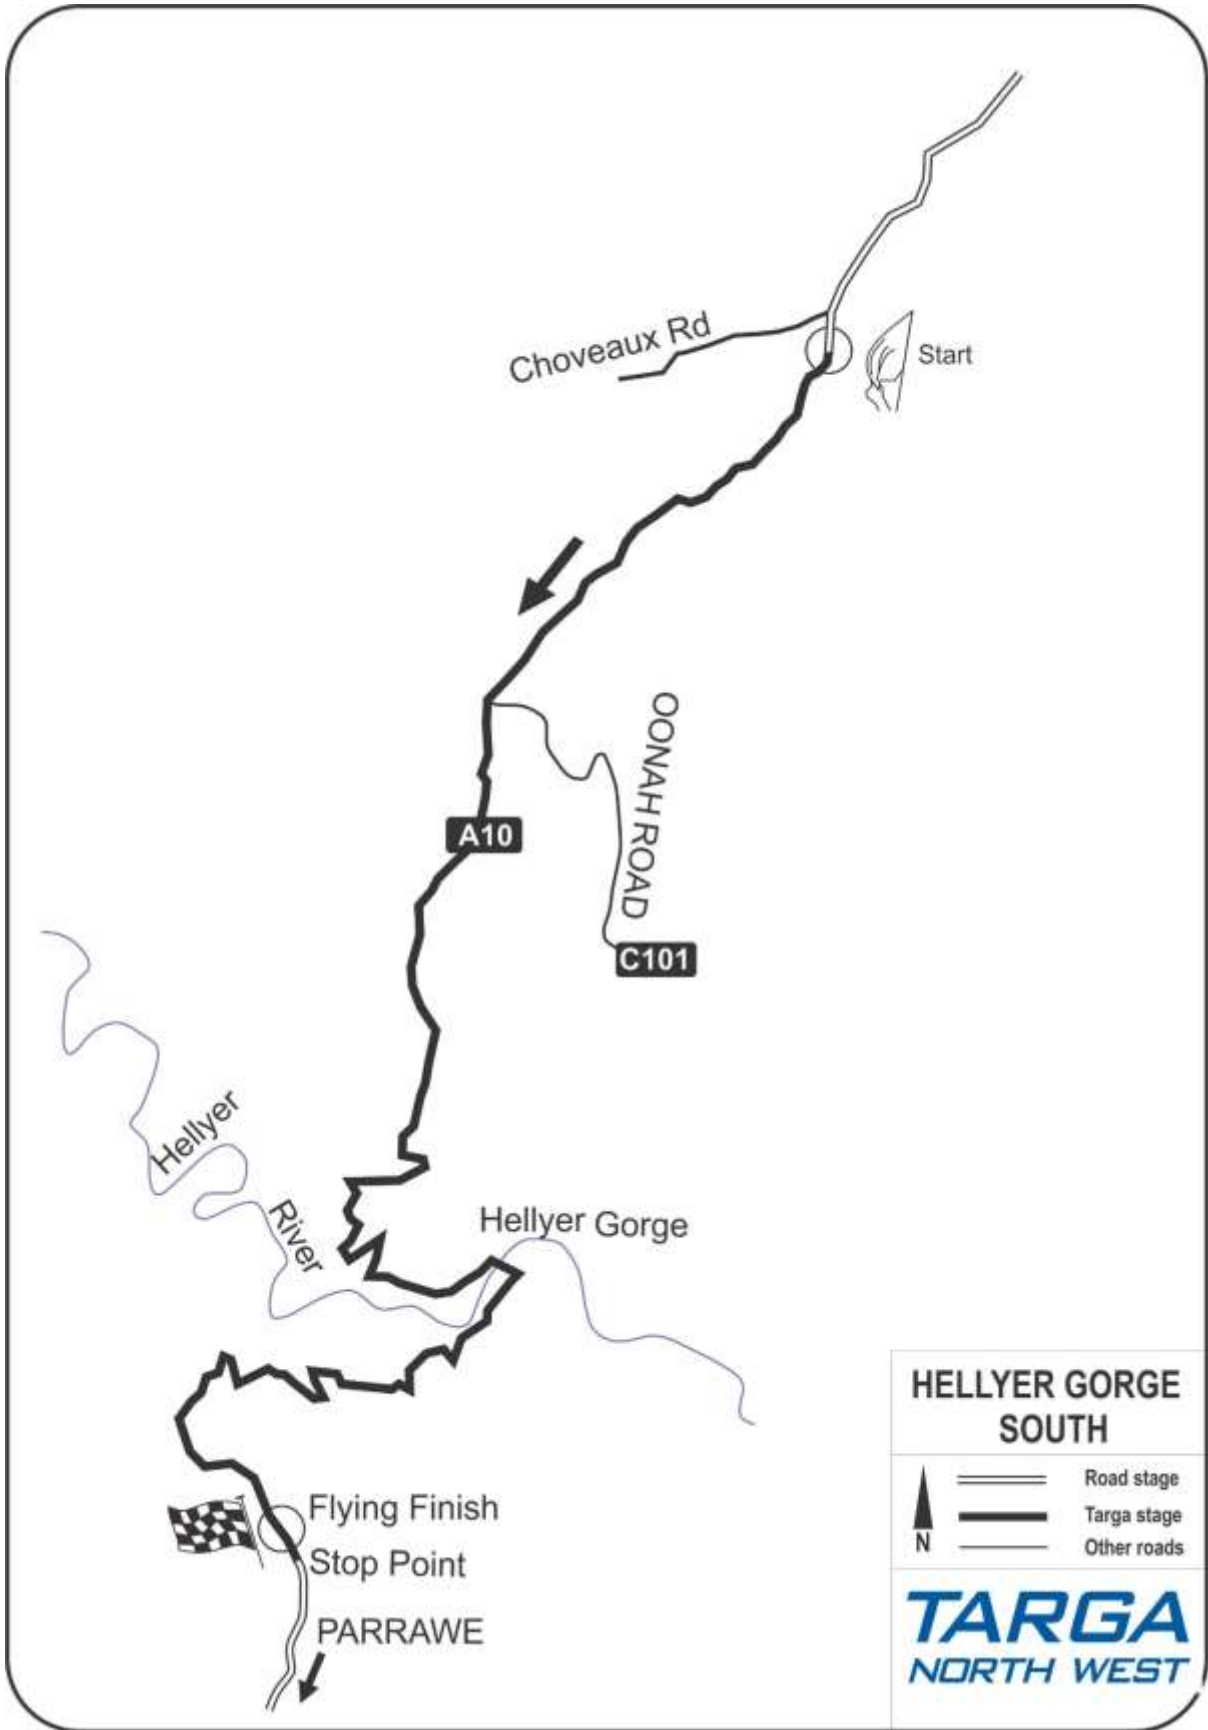 Choveaux Rd
Start
OONAH ROAD
A10
C101
Hellyer
River
Hellyer Gorge
HELLYER GORGE
SOUTH
Road stage
Targa stage
Other roads
N
Flying Finish
Stop Point
PARRAWE
TARGA
NORTH WEST